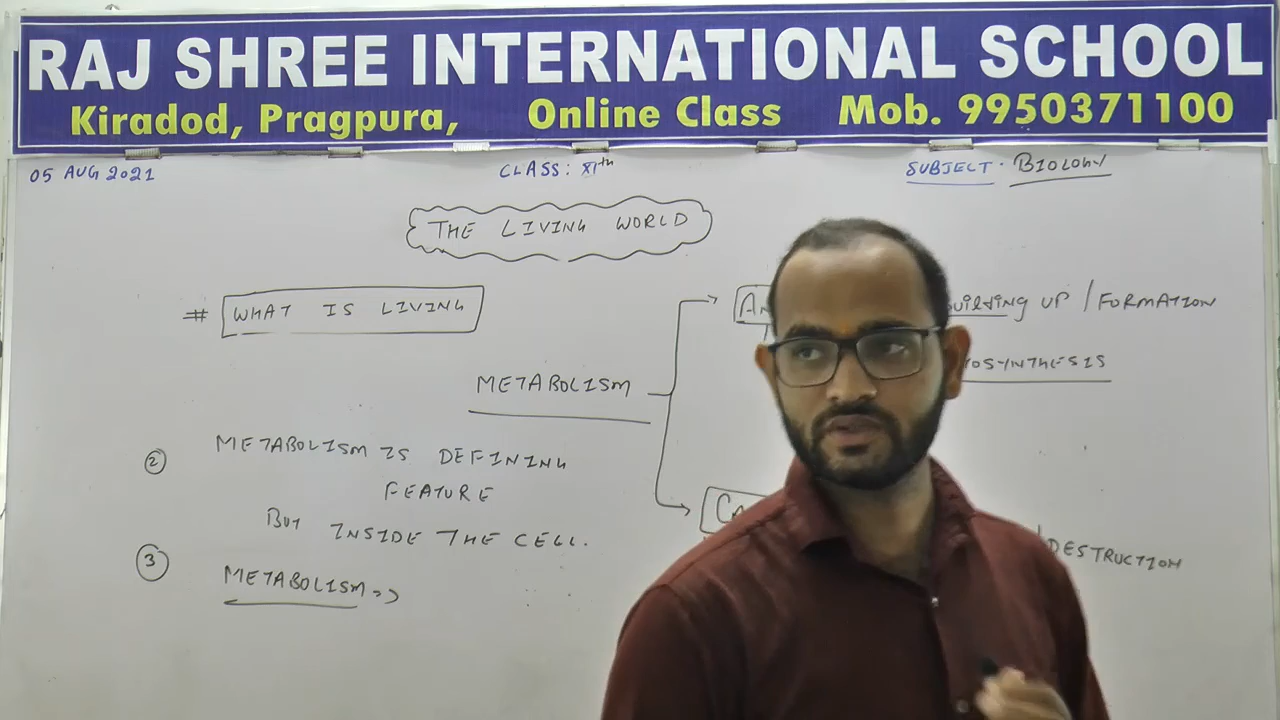 RAJ SHREE INTERNATIONAL SCHOOL
Kiradod, Pragpura, Online Class Mob. 9950371100
05 AUG 2021 CLASS: XIth SUBJECT · BIOLOGY
THE LIVING WORLD
# WHAT IS LIVING
BUILDING UP / FORMATION
METABOLISM
② METABOLISM IS DEFINING
FEATURE
BUT INSIDE THE CELL.
/ DESTRUCTION
③ METABOLISM